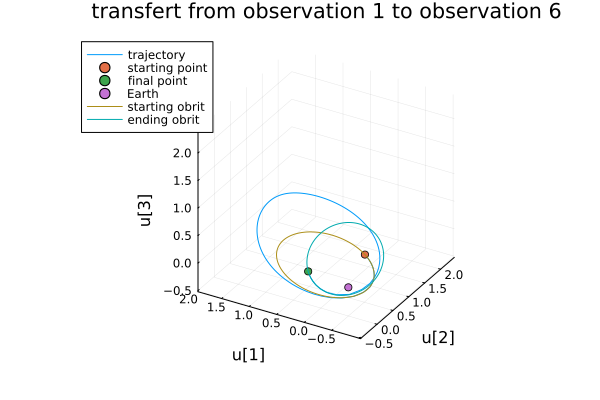 transfert from observation 1 to observation 6
trajectory
starting point
final point
Earth
starting obrit
ending obrit
2.0
1.5
1.0
0.5
0.0
−0.5
u[3]
2.0
1.5
1.0
0.5
0.0
−0.5
u[1]
−0.5
0.0
0.5
1.0
1.5
2.0
u[2]